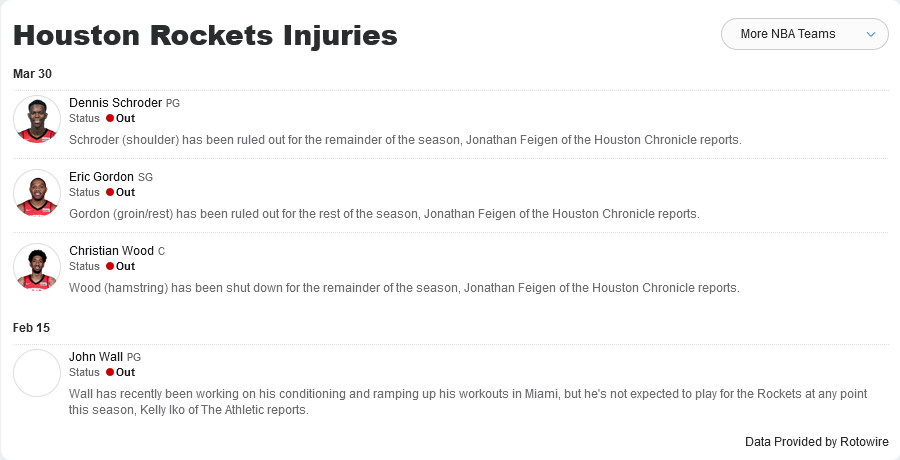 Houston Rockets Injuries
More NBA Teams
Mar 30
Dennis Schroder PG
Status Out
Schroder (shoulder) has been ruled out for the remainder of the season, Jonathan Feigen of the Houston Chronicle reports.
Eric Gordon SG
Status Out
Gordon (groin/rest) has been ruled out for the rest of the season, Jonathan Feigen of the Houston Chronicle reports.
Christian Wood C
Status Out
Wood (hamstring) has been shut down for the remainder of the season, Jonathan Feigen of the Houston Chronicle reports.
Feb 15
John Wall PG
Status Out
Wall has recently been working on his conditioning and ramping up his workouts in Miami, but he's not expected to play for the Rockets at any point
this season, Kelly Iko of The Athletic reports.
Data Provided by Rotowire